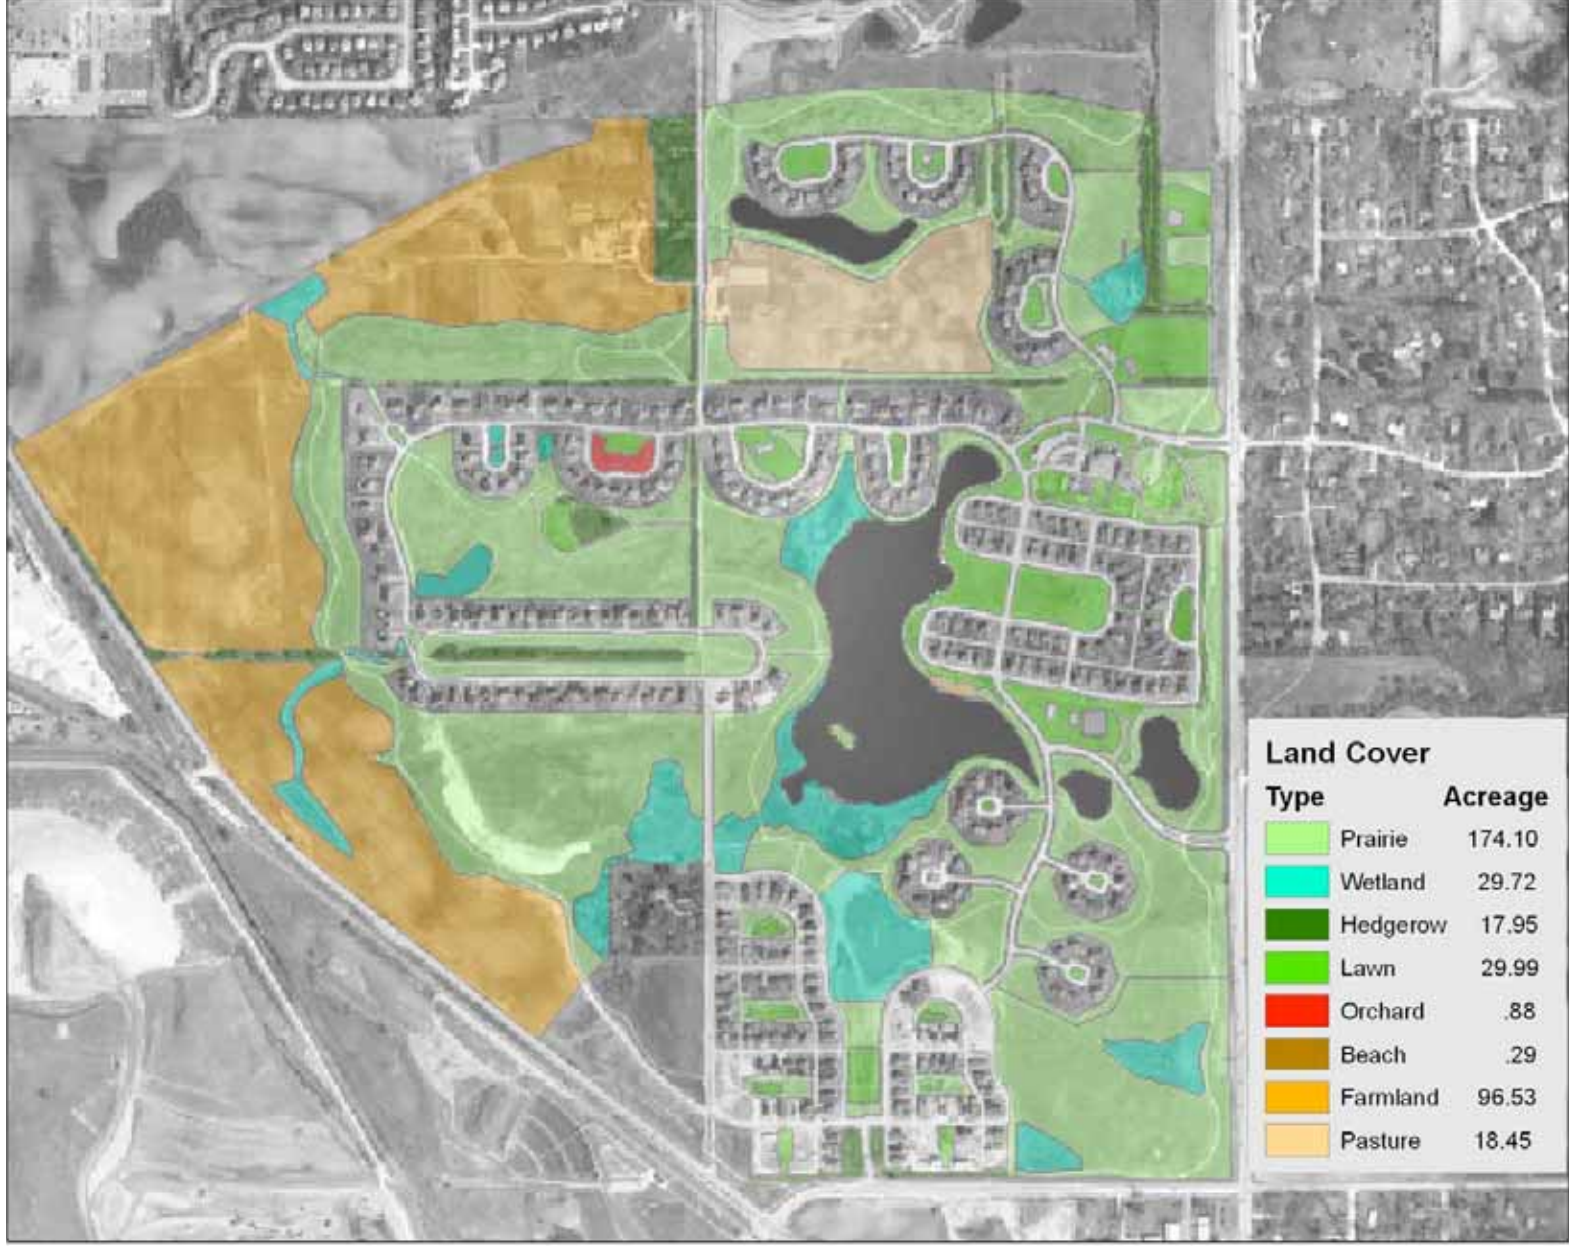 Land Cover
Type Acreage
Prairie 174.10
Wetland 29.72
Hedgerow 17.95
Lawn 29.99
Orchard .88
Beach .29
Farmland 96.53
Pasture 18.45